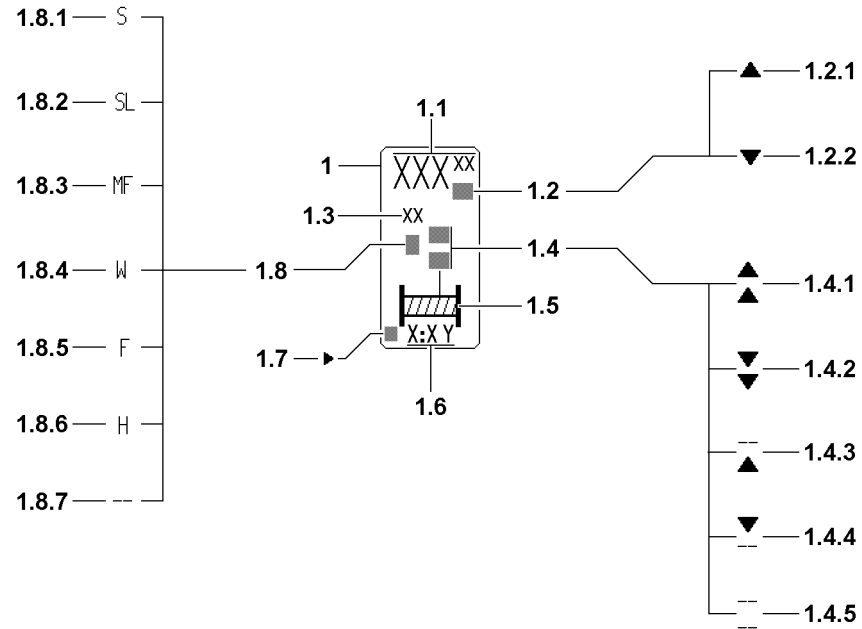 1.8.1 S
1.8.2 SL
1.8.3 MF
1.8.4 W
1.8.5 F
1.8.6 H
1.8.7 --
1.1
1
XXX XX
1.2
1.3
XX
1.8
1.4
1.5
1.7
X:X Y
1.6
1.2.1
1.2.2
1.4.1
1.4.2
-- 1.4.3
1.4.4
--
--
1.4.5
--